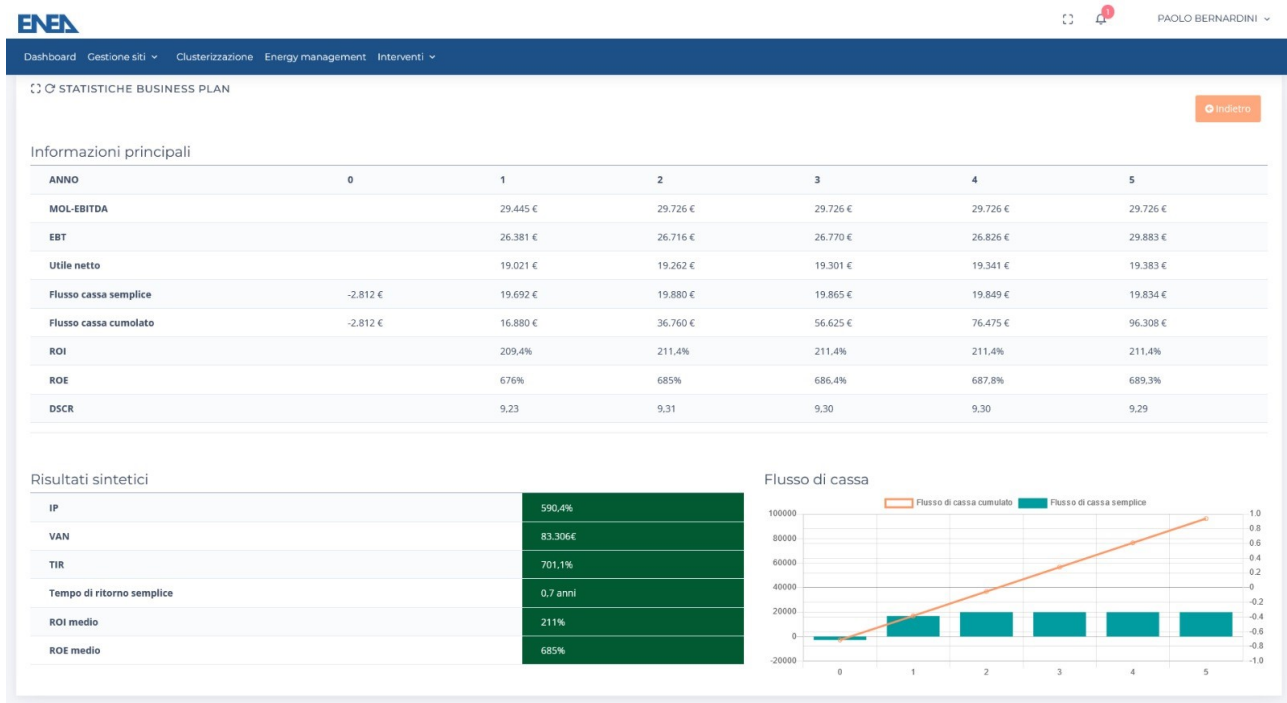 ENEA
1
PAOLO BERNARDINI
Dashboard Gestione siti Clusterizzazione Energy management Interventi
STATISTICHE BUSINESS PLAN
Indietro
Informazioni principali
ANNO 0 1 2 3 4 5
MOL-EBITDA 29.445 € 29.726 € 29.726 € 29.726 € 29.726 €
EBT 26.381 € 26.716 € 26.770 € 26.826 € 29.883 €
Utile netto 19.021 € 19.262 € 19.301 € 19.341 € 19.383 €
Flusso cassa semplice -2.812 € 19.692 € 19.880 € 19.865 € 19.849 € 19.834 €
Flusso cassa cumolato -2.812 € 16.880 € 36.760 € 56.625 € 76.475 € 96.308 €
ROI 209,4% 211,4% 211,4% 211,4% 211,4%
ROE 676% 685% 686,4% 687,8% 689,3%
DSCR 9,23 9,31 9,30 9,30 9,29
Risultati sintetici
IP 590,4%
VAN 83.306€
TIR 701,1%
Tempo di ritorno semplice 0,7 anni
ROI medio 211%
ROE medio 685%
Flusso di cassa
Flusso di cassa cumolato Flusso di cassa semplice
100000 1.0
0.8
80000 0.6
60000 0.4
0.2
40000 0
-0.2
20000 -0.4
0 -0.6
-0.8
-20000 -1.0
0 1 2 3 4 5